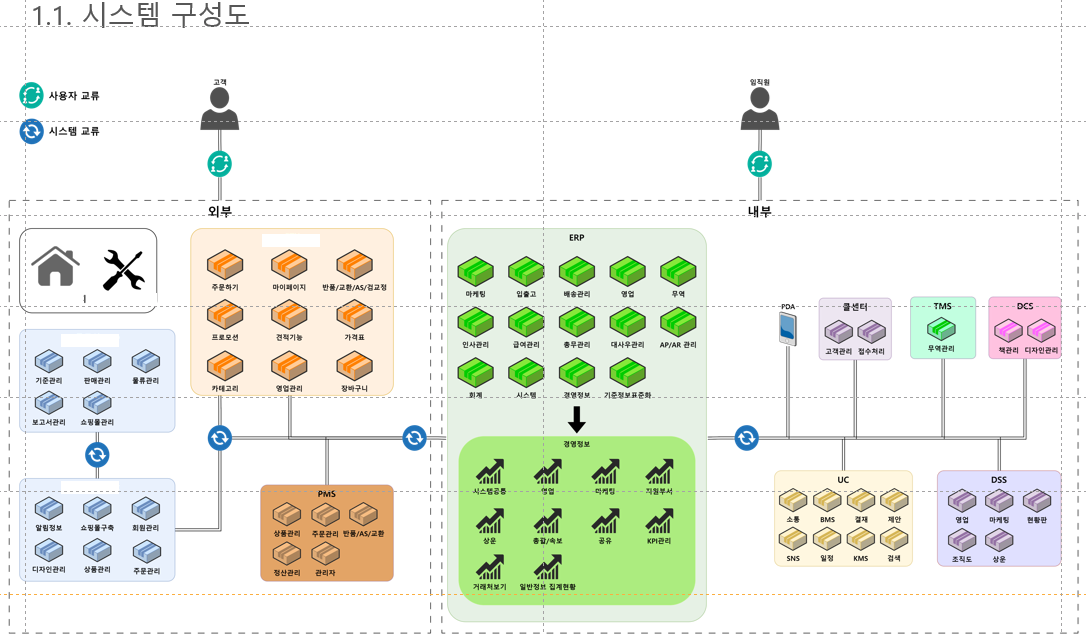 1.1. 시스템 구성도
고객
임직원
사용자 교류
시스템 교류
외부
내부
주문하기
마이페이지
반품/교환/AS/검교정
프로모션
견적기능
가격표
카테고리
영업관리
장바구니
기준관리
판매관리
물류관리
보고서관리
쇼핑몰관리
알림정보
쇼핑몰구축
회원관리
디자인관리
상품관리
주문관리
PMS
상품관리
주문관리
반품/AS/교환
정산관리
관리자
ERP
마케팅
입출고
배송관리
영업
무역
인사관리
급여관리
총무관리
대사우관리
AP/AR 관리
회계
시스템
경영정보
기준정보표준화
경영정보
시스템공통
영업
마케팅
지원부서
상운
총괄/속보
공유
KPI관리
거래처보기
일반정보 집계현황
PDA
콜센터
고객관리
접수처리
TMS
무역관리
DCS
책관리
디자인관리
UC
소통
BMS
결재
제안
SNS
일정
KMS
검색
DSS
영업
마케팅
현황판
조직도
상운